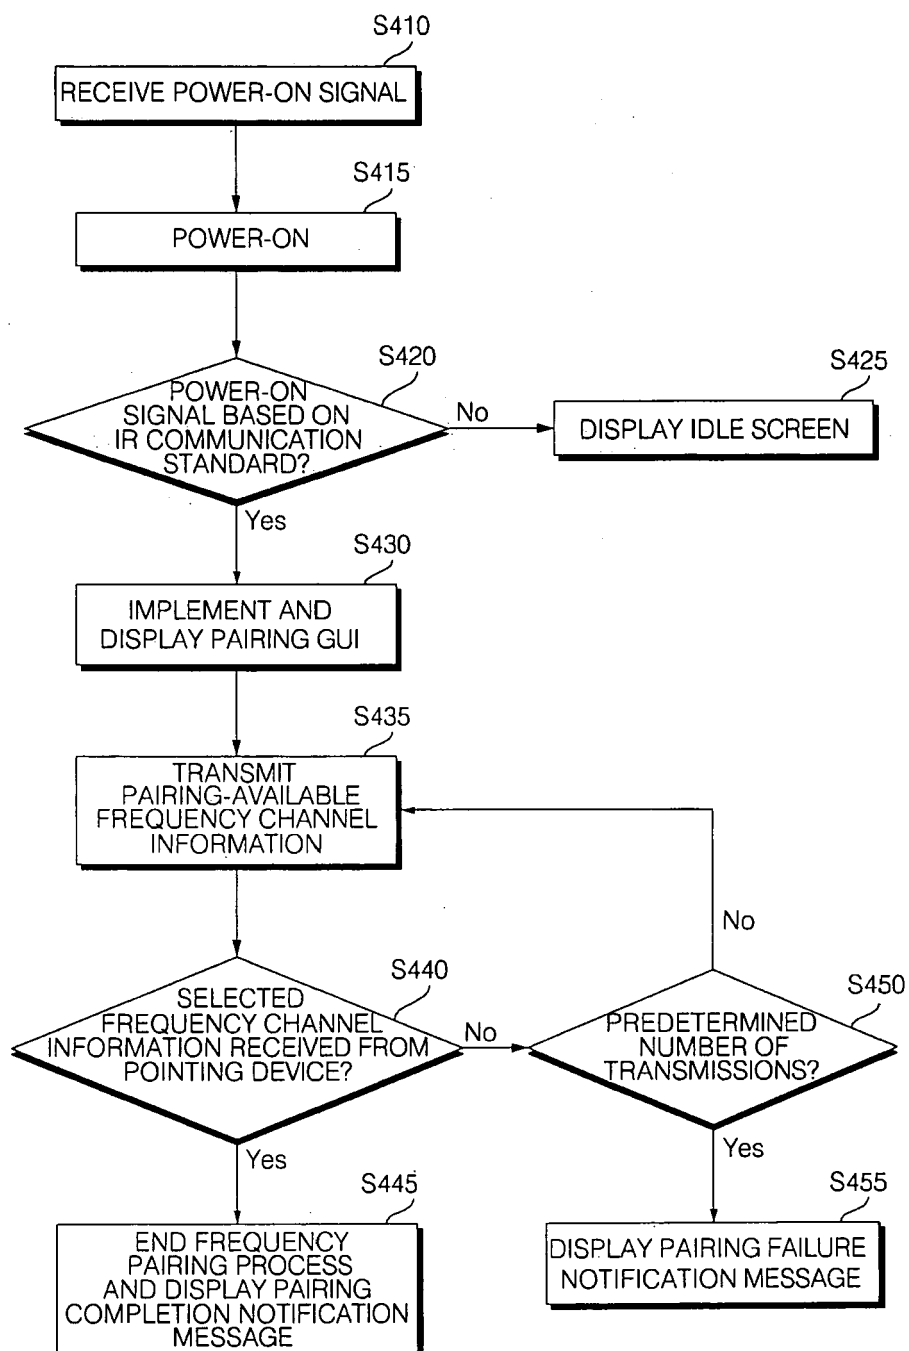 S410
RECEIVE POWER-ON SIGNAL
S415
POWER-ON
S420
POWER-ON
SIGNAL BASED ON
IR COMMUNICATION
STANDARD?
No
S425
DISPLAY IDLE SCREEN
Yes
S430
IMPLEMENT AND
DISPLAY PAIRING GUI
S435
TRANSMIT
PAIRING-AVAILABLE
FREQUENCY CHANNEL
INFORMATION
No
S440
SELECTED
FREQUENCY CHANNEL
INFORMATION RECEIVED FROM
POINTING DEVICE?
No
S450
PREDETERMINED
NUMBER OF
TRANSMISSIONS?
Yes
Yes
S445
END FREQUENCY
PAIRING PROCESS
AND DISPLAY PAIRING
COMPLETION NOTIFICATION
MESSAGE
S455
DISPLAY PAIRING FAILURE
NOTIFICATION MESSAGE